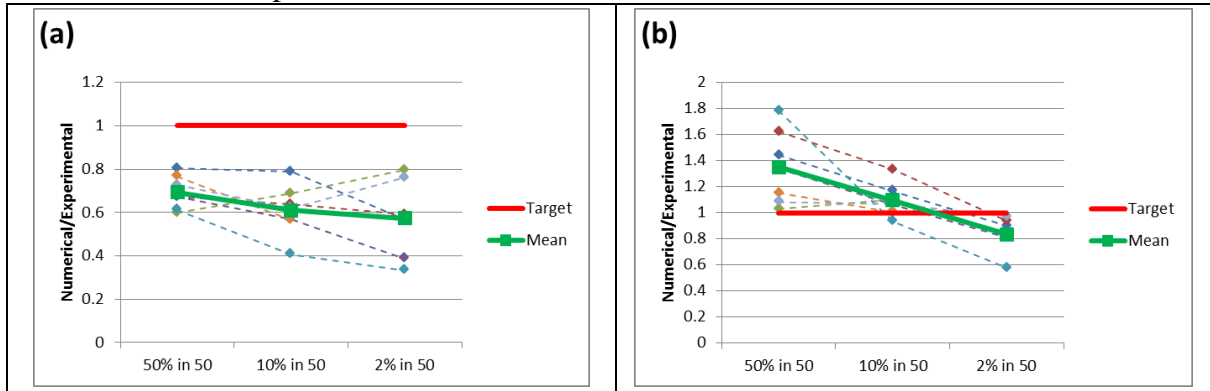 (a)
Numerical/Experimental
1.2
1
0.8
0.6
0.4
0.2
0
50% in 50
10% in 50
2% in 50
Target
Mean
(b)
Numerical/Experimental
2
1.8
1.6
1.4
1.2
1
0.8
0.6
0.4
0.2
0
50% in 50
10% in 50
2% in 50
Target
Mean